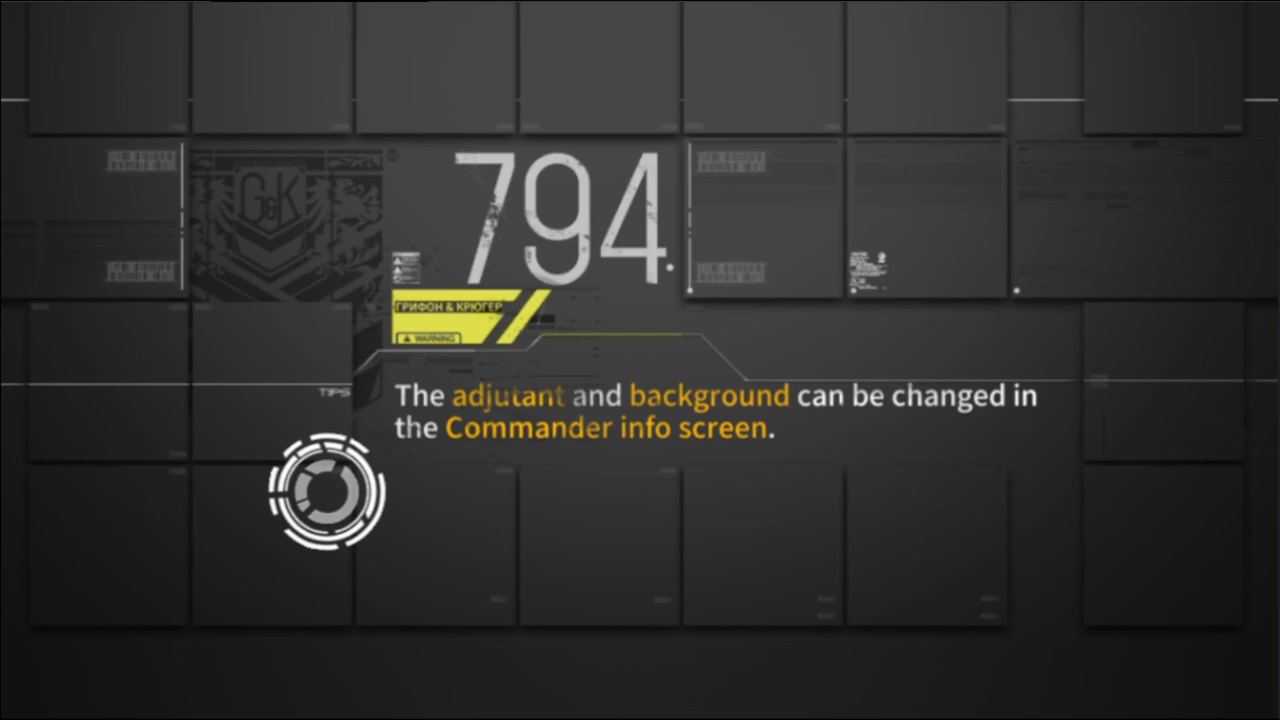 G&K
794.
ГРИФОН & КРЮГЕР
WARNING
TIPS
The adjutant and background can be changed in
the Commander info screen.